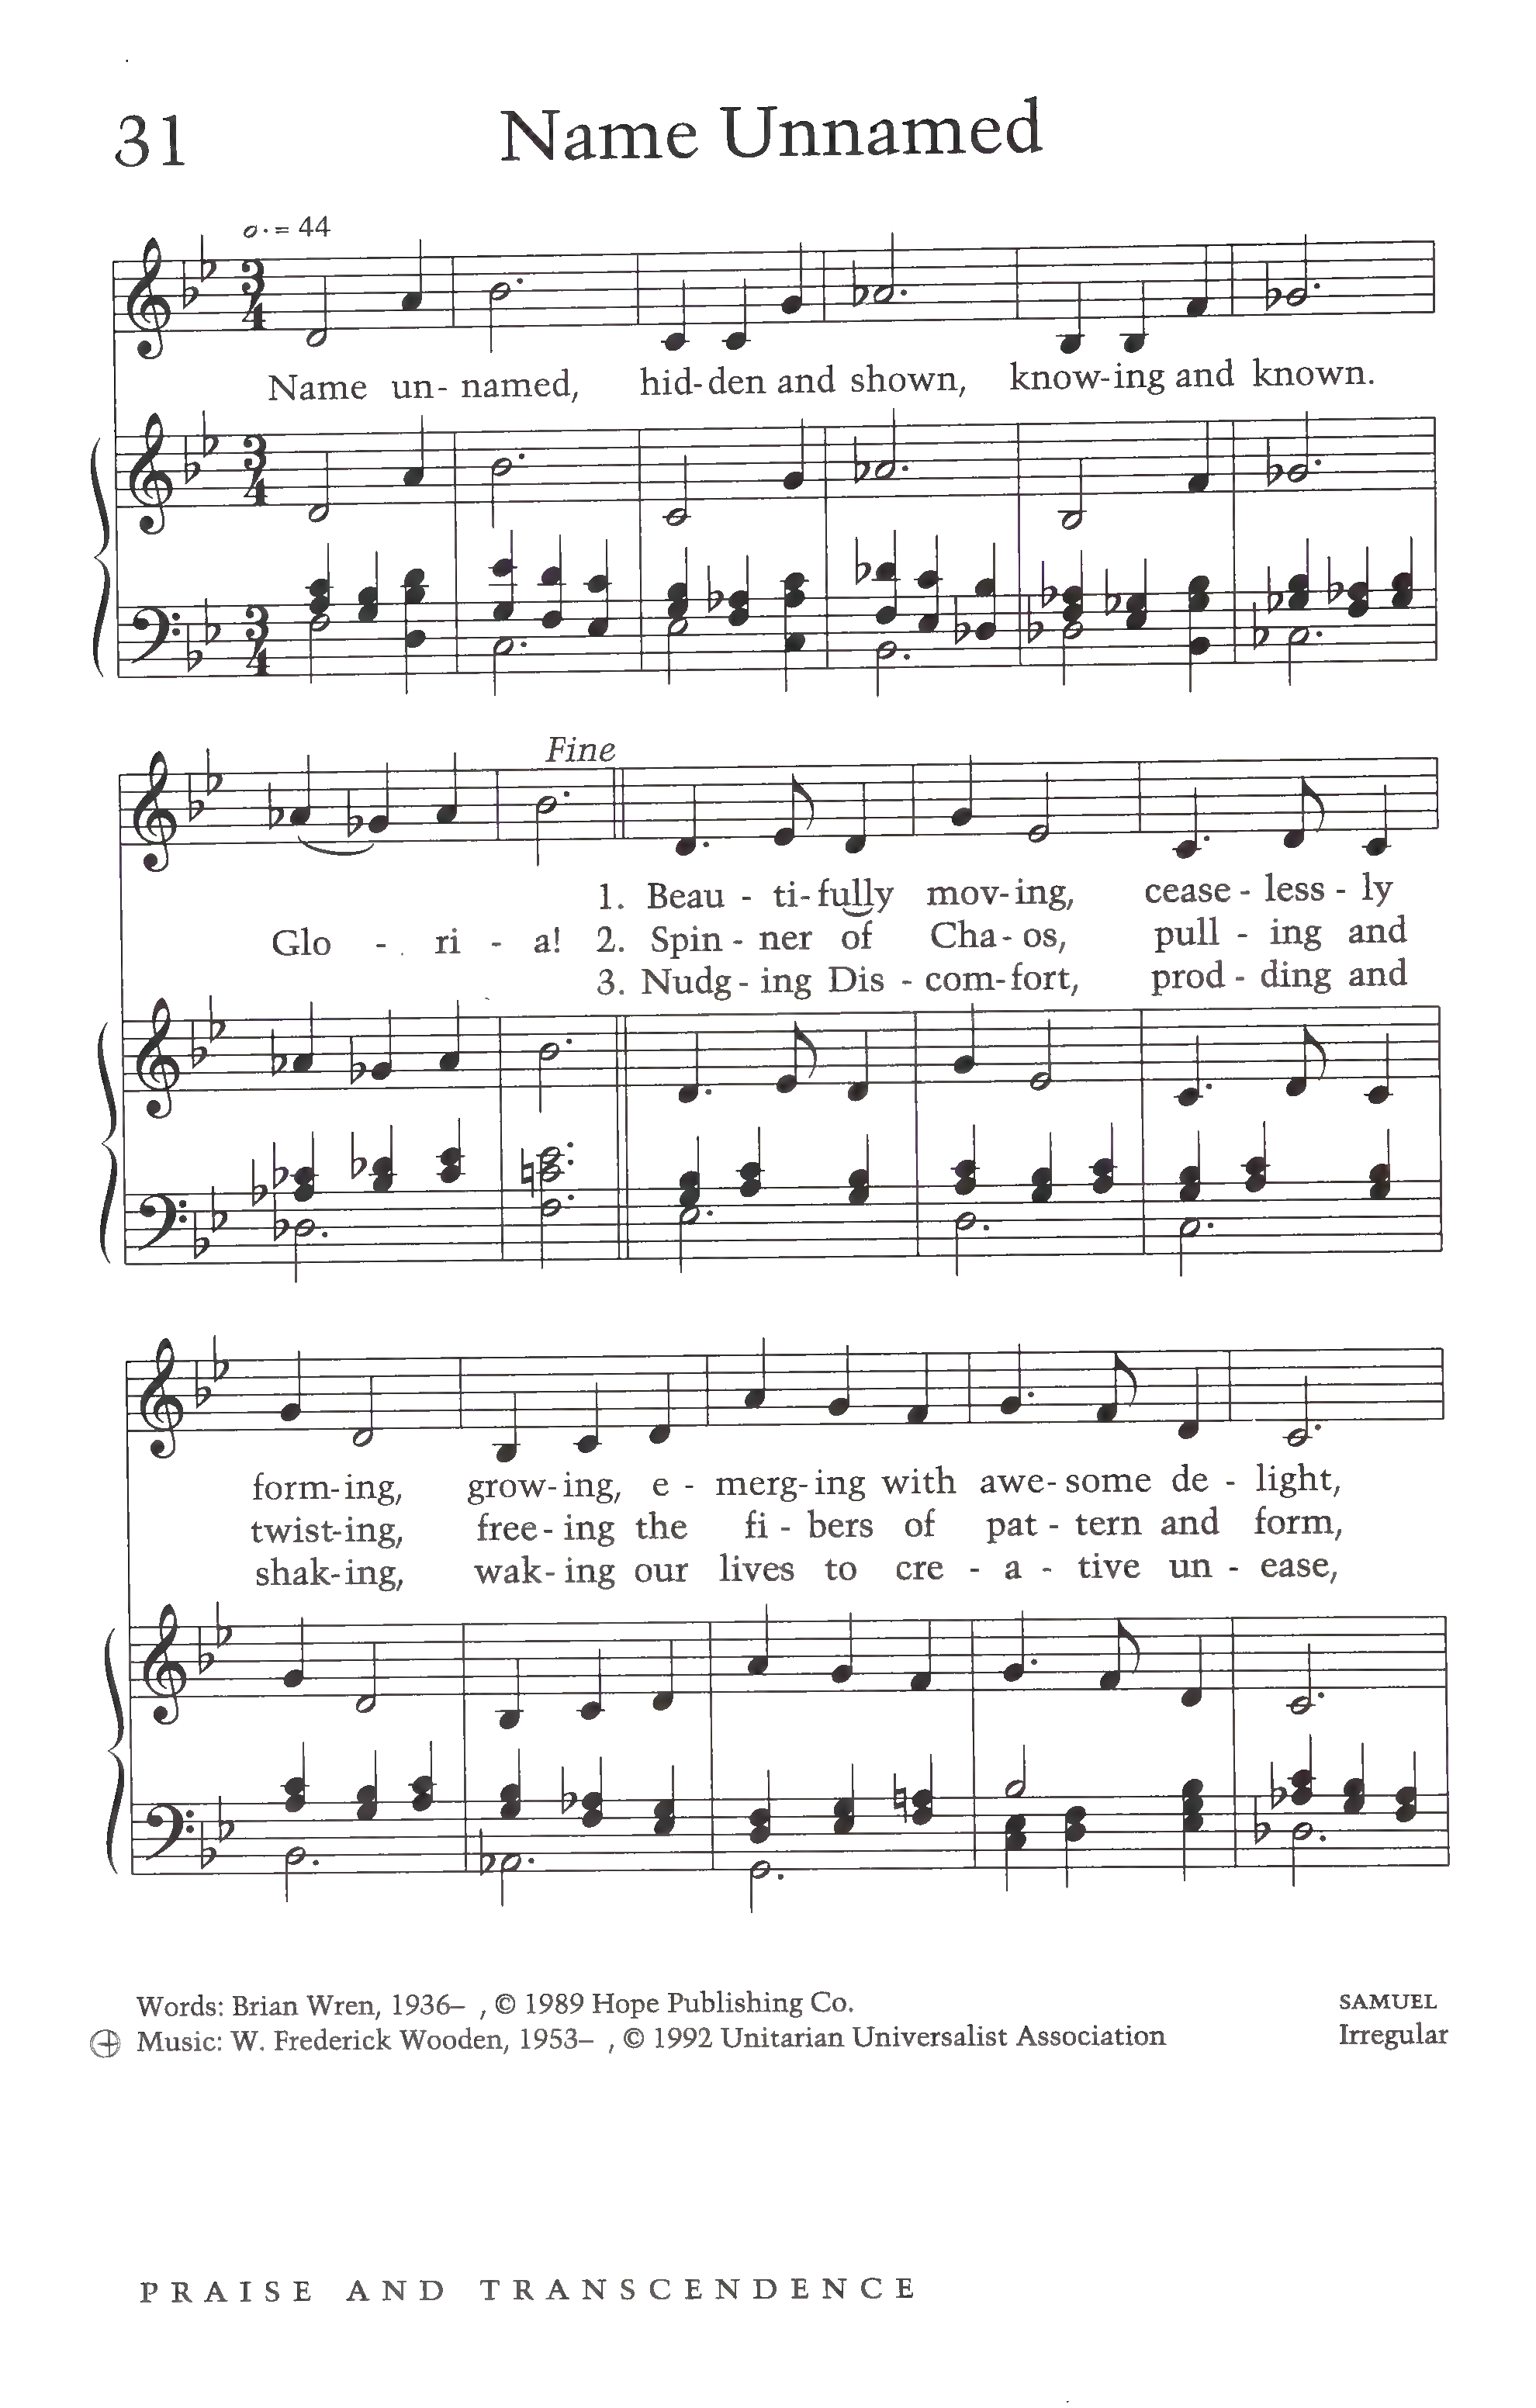 31 Name Unnamed
𝅗𝅥. = 44
Name un- named, hid- den and shown, know- ing and known.
Fine
1. Beau - ti- fully mov- ing, cease - less - ly
Glo - ri - a! 2. Spin - ner of Cha - os, pull - ing and
3. Nudg - ing Dis - com- fort, prod - ding and
form- ing, grow- ing, e - merg- ing with awe- some de - light,
twist- ing, free - ing the fi - bers of pat - tern and form,
shak- ing, wak- ing our lives to cre - a - tive un - ease,
Words: Brian Wren, 1936– , © 1989 Hope Publishing Co. SAMUEL
Music: W. Frederick Wooden, 1953– , © 1992 Unitarian Universalist Association Irregular
PRAISE AND TRANSCENDENCE